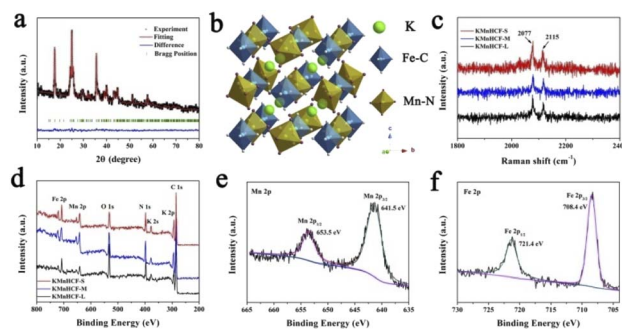 a
Experiment
Fitting
Difference
Bragg Position
Intensity (a.u.)
10 20 30 40 50 60 70 80
2θ (degree)
b
K
Fe-C
Mn-N
c
b
c
KMnHCF-S
KMnHCF-M
KMnHCF-L
2077
2115
Intensity (a.u.)
1800 2000 2200 2400
Raman shift (cm⁻¹)
d
Fe 2p
Mn 2p
O 1s
N 1s
K 2s
K 2p
C 1s
KMnHCF-S
KMnHCF-M
KMnHCF-L
Intensity (a.u.)
800 700 600 500 400 300 200
Binding Energy (eV)
e
Mn 2p
Mn 2p3/2
641.5 eV
Mn 2p1/2
653.5 eV
Intensity (a.u.)
665 660 655 650 645 640 635
Binding Energy (eV)
f
Fe 2p
Fe 2p3/2
708.4 eV
Fe 2p1/2
721.4 eV
Intensity (a.u.)
730 725 720 715 710 705
Binding Energy (eV)